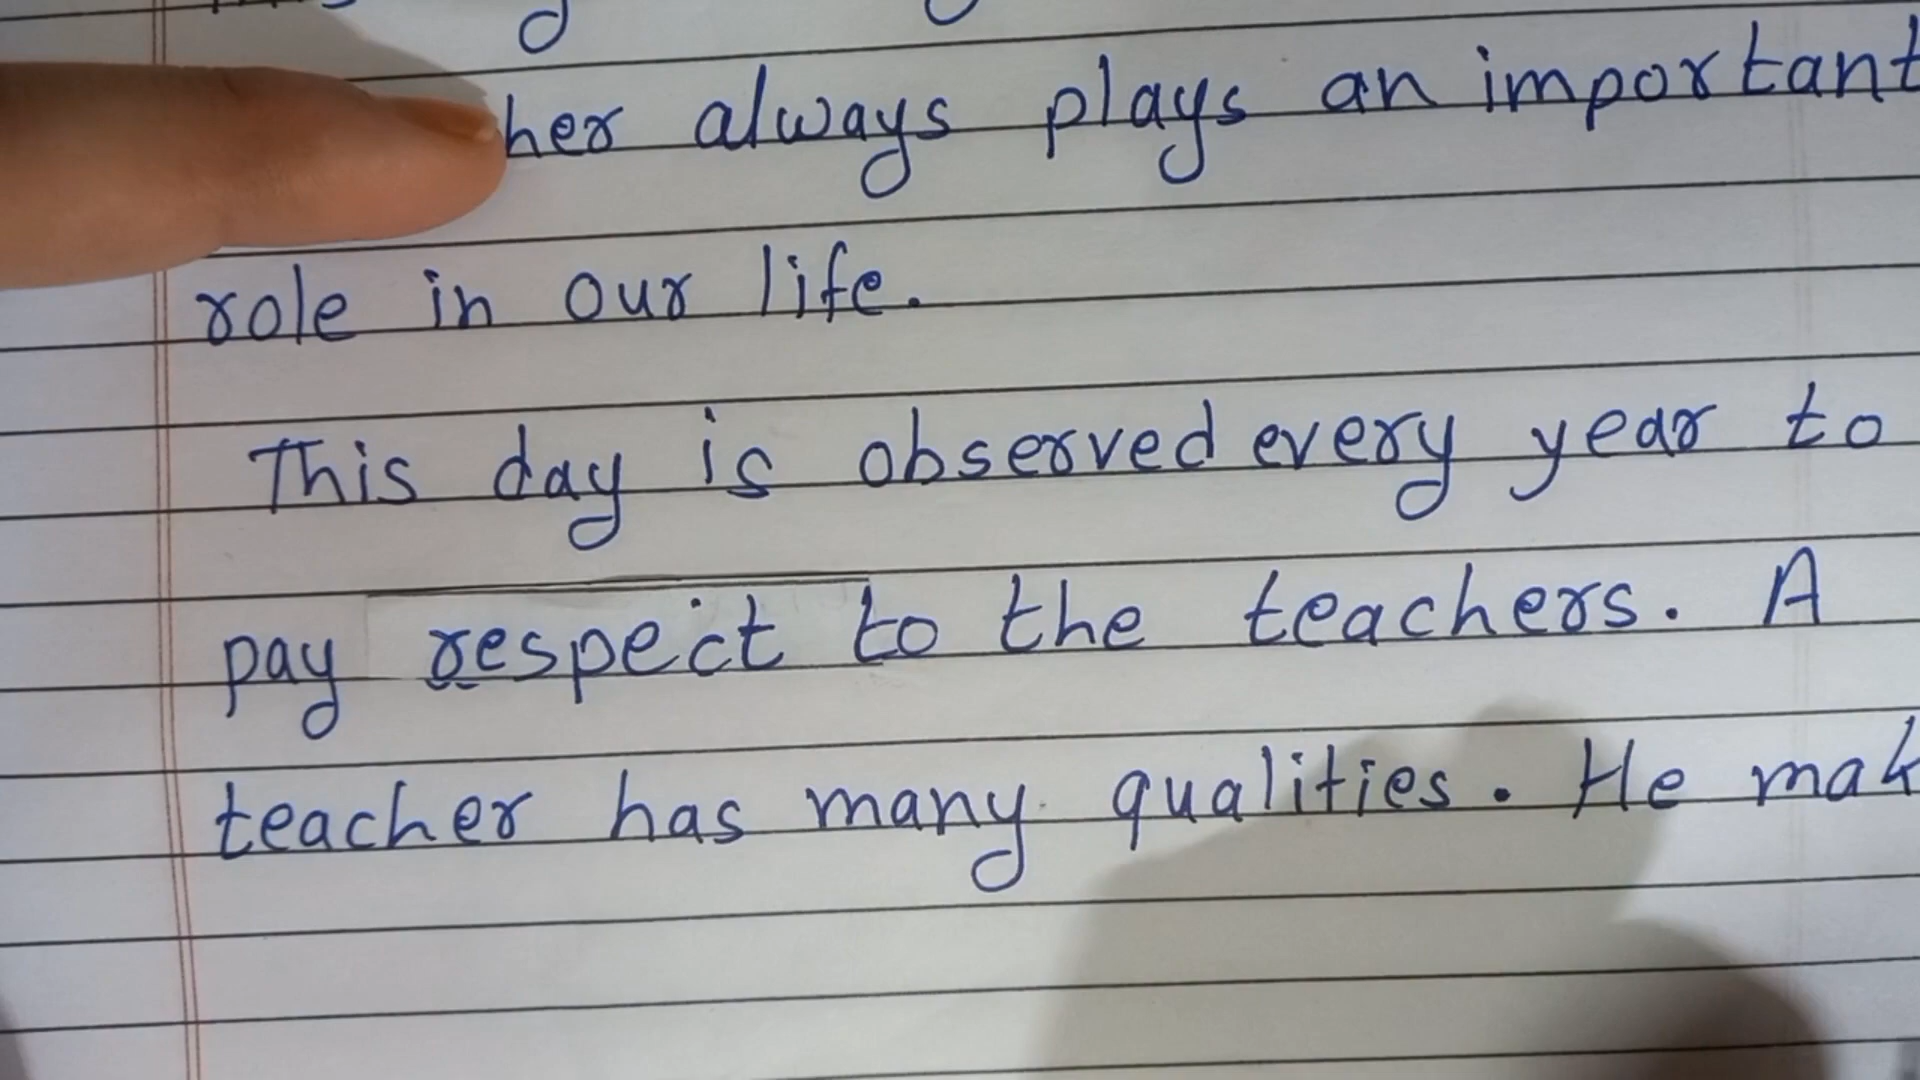 her always plays an important
role in our life.
This day is observed every year to
pay respect to the teachers. A
teacher has many qualities. He mak